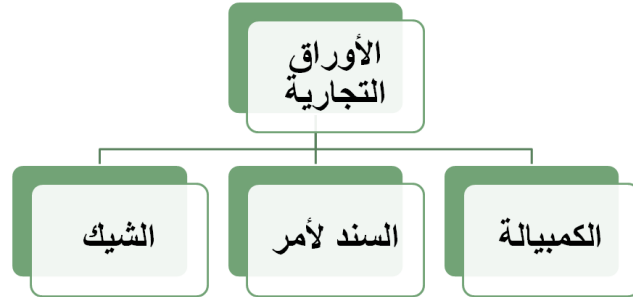 الأوراق
التجارية
الكمبيالة
السند لأمر
الشيك